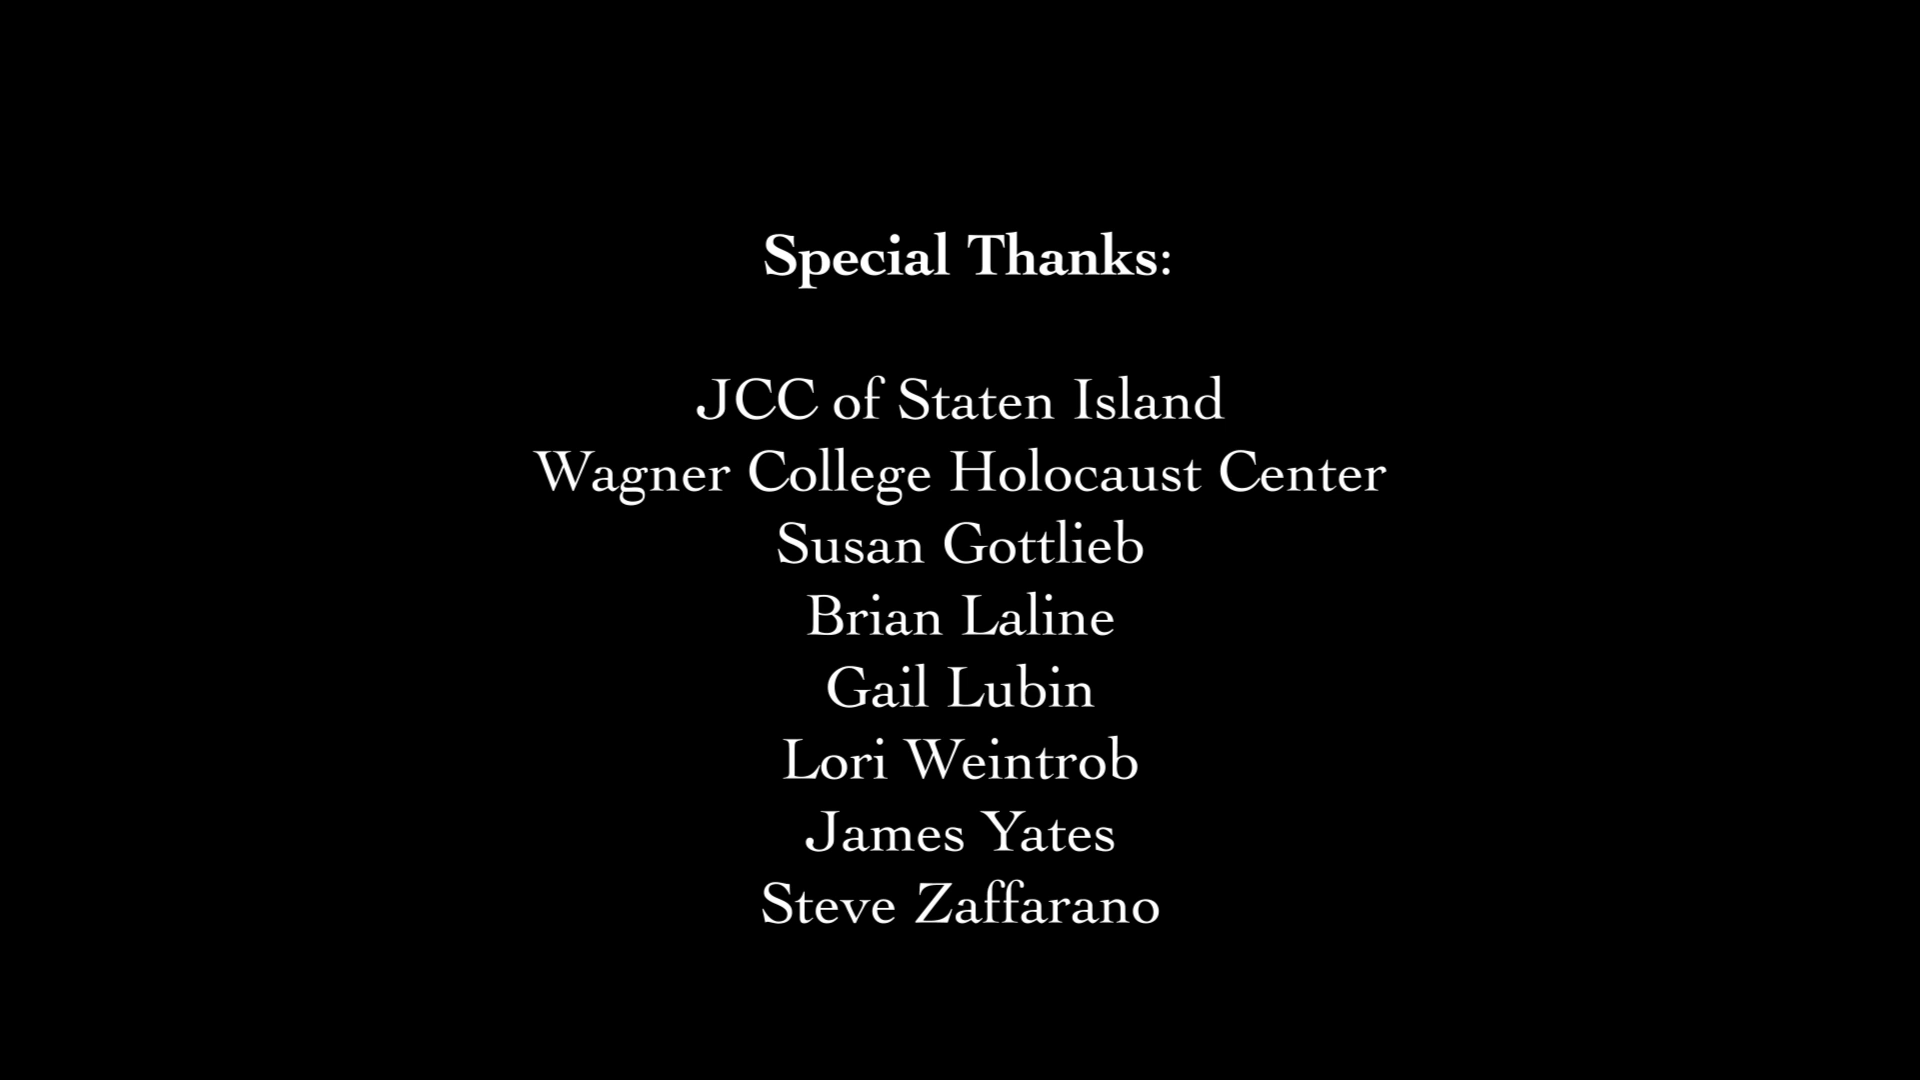 Special Thanks:
JCC of Staten Island
Wagner College Holocaust Center
Susan Gottlieb
Brian Laline
Gail Lubin
Lori Weintrob
James Yates
Steve Zaffarano